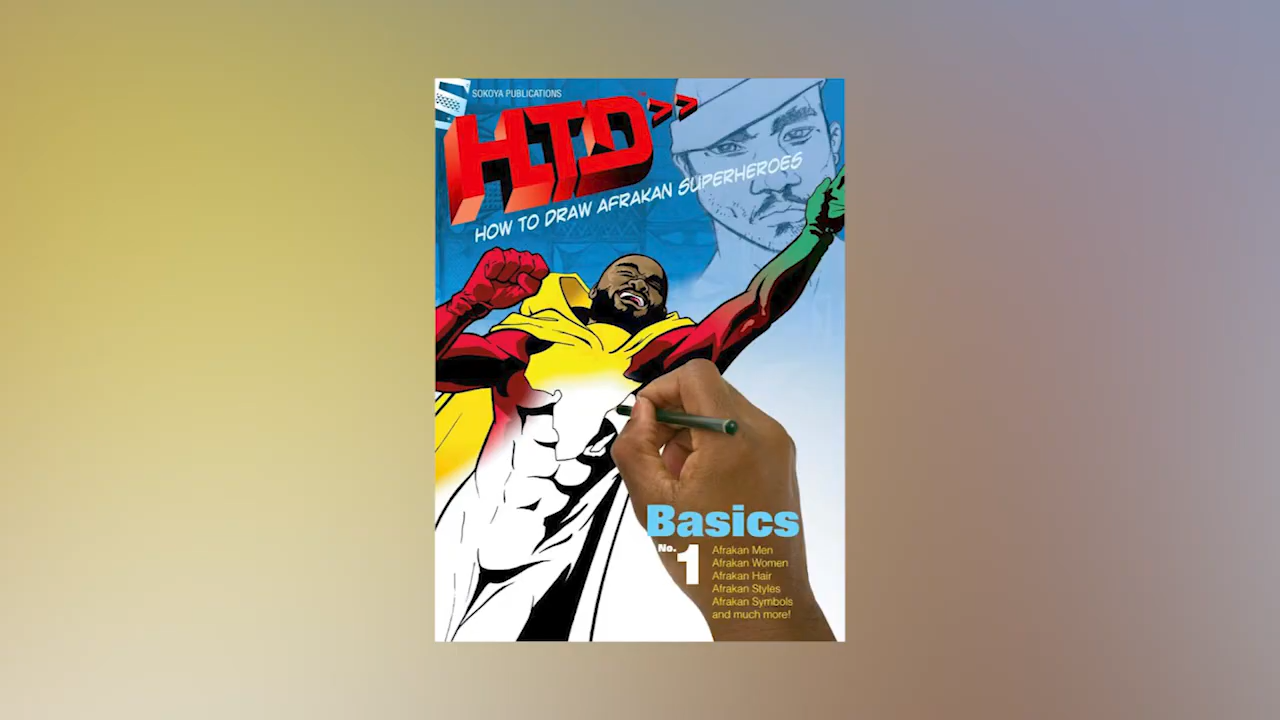 SOKOYA PUBLICATIONS
HTD>>
HOW TO DRAW AFRAKAN SUPERHEROES
Basics
No. 1
Afrakan Men
Afrakan Women
Afrakan Hair
Afrakan Styles
Afrakan Symbols
and much more!